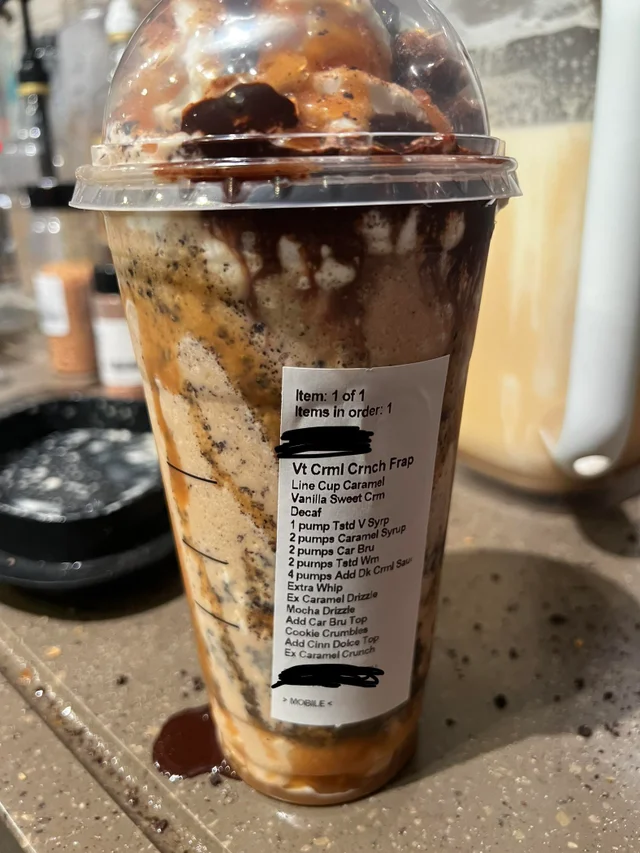 Item: 1 of 1
Items in order: 1
Vt Crml Crnch Frap
Line Cup Caramel
Vanilla Sweet Crm
Decaf
1 pump Tstd V Syrp
2 pumps Caramel Syrup
2 pumps Car Bru
2 pumps Tstd Wm
4 pumps Add Dk Crml Sau
Extra Whip
Ex Caramel Drizzle
Mocha Drizzle
Add Car Bru Top
Cookie Crumbles
Add Cinn Dolce Top
Ex Caramel Crunch
> MOBILE <